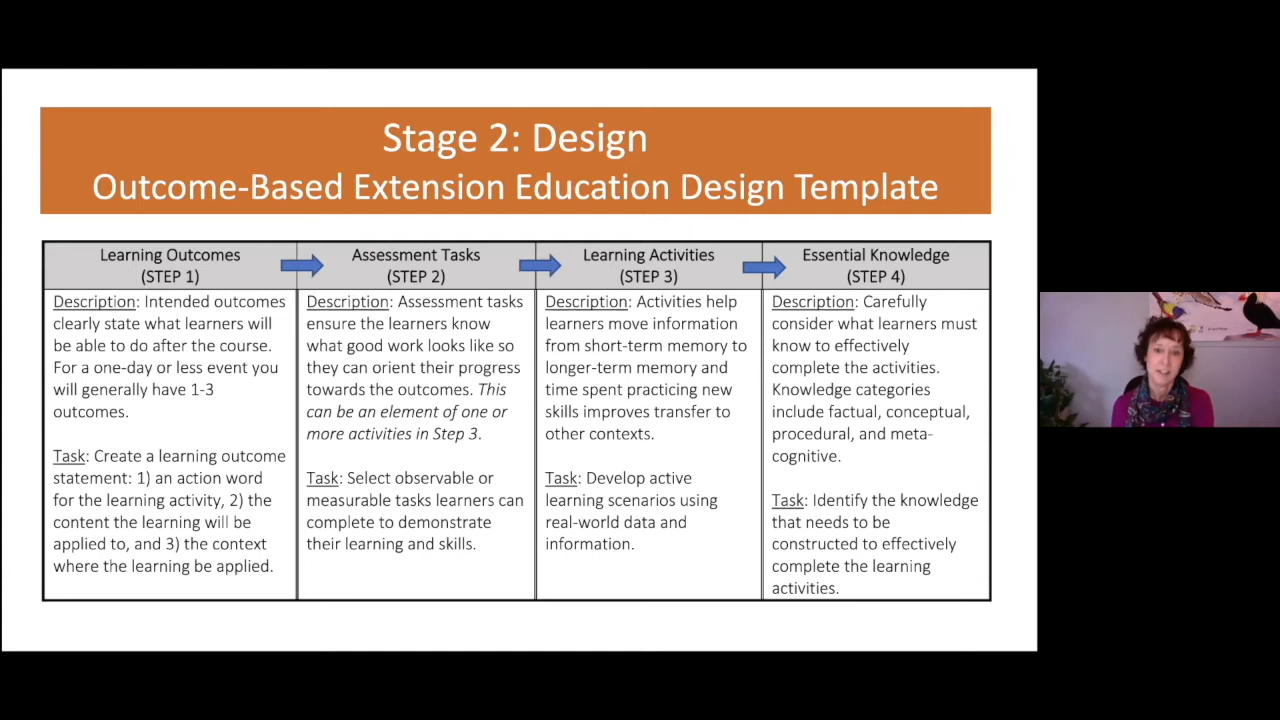 Stage 2: Design
Outcome-Based Extension Education Design Template
Learning Outcomes
(STEP 1)
Assessment Tasks
(STEP 2)
Learning Activities
(STEP 3)
Essential Knowledge
(STEP 4)
Description: Intended outcomes
clearly state what learners will
be able to do after the course.
For a one-day or less event you
will generally have 1-3
outcomes.
Task: Create a learning outcome
statement: 1) an action word
for the learning activity, 2) the
content the learning will be
applied to, and 3) the context
where the learning be applied.
Description: Assessment tasks
ensure the learners know
what good work looks like so
they can orient their progress
towards the outcomes. This
can be an element of one or
more activities in Step 3.
Task: Select observable or
measurable tasks learners can
complete to demonstrate
their learning and skills.
Description: Activities help
learners move information
from short-term memory to
longer-term memory and
time spent practicing new
skills improves transfer to
other contexts.
Task: Develop active
learning scenarios using
real-world data and
information.
Description: Carefully
consider what learners must
know to effectively
complete the activities.
Knowledge categories
include factual, conceptual,
procedural, and meta-
cognitive.
Task: Identify the knowledge
that needs to be
constructed to effectively
complete the learning
activities.